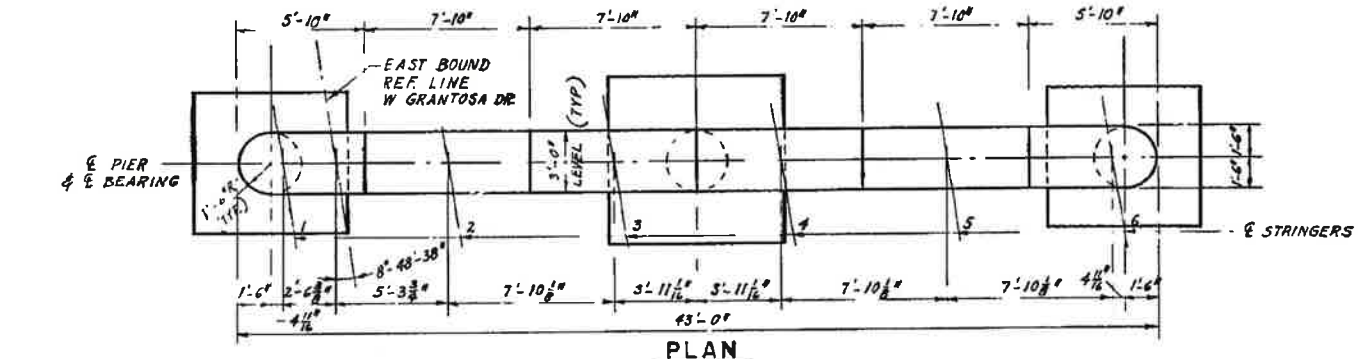 5'-10" 7'-10" 7'-10" 7'-10" 7'-10" 5'-10"
EAST BOUND
REF. LINE
W GRANTOSA DR.
3'-0"
LEVEL (TYP)
℄ PIER
& ℄ BEARING
TYP.)
1'-6" 1'-6"
1 2 3 4 5 6
℄ STRINGERS
8°-48'-38"
1'-6" 2'-6 3/8" 5'-3 3/4" 7'-10 1/8" 3'-11 1/16" 3'-11 1/16" 7'-10 1/8" 7'-10 1/8" 4 11/16" 1'-6"
-4 11/16"
43'-0"
PLAN